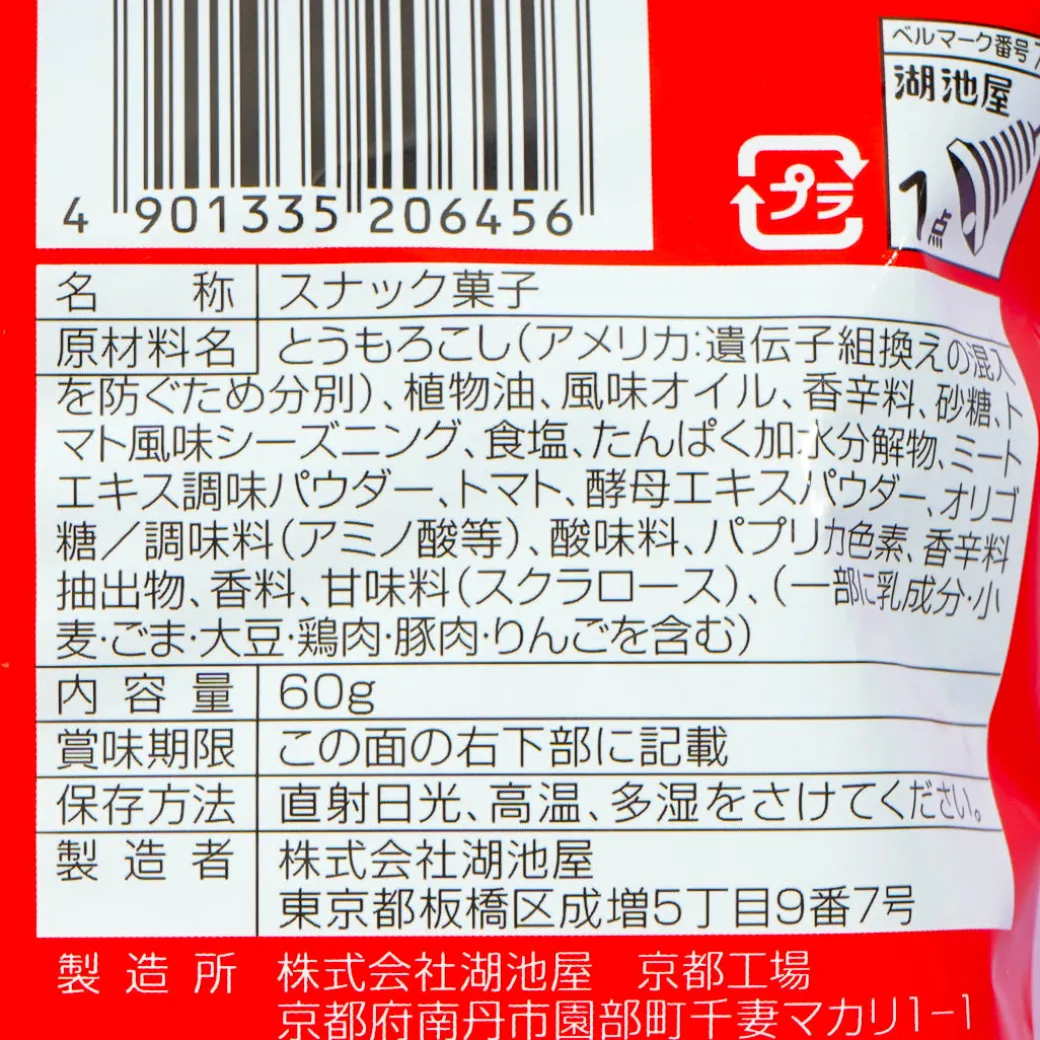 ベルマーク番号7
湖池屋
1点
プラ
4 901335 206456
名称 スナック菓子
原材料名 とうもろこし(アメリカ:遺伝子組換えの混入
を防ぐため分別)、植物油、風味オイル、香辛料、砂糖、ト
マト風味シーズニング、食塩、たんぱく加水分解物、ミート
エキス調味パウダー、トマト、酵母エキスパウダー、オリゴ
糖/調味料(アミノ酸等)、酸味料、パプリカ色素、香辛料
抽出物、香料、甘味料(スクラロース)、(一部に乳成分・小
麦・ごま・大豆・鶏肉・豚肉・りんごを含む)
内容量 60g
賞味期限 この面の右下部に記載
保存方法 直射日光、高温、多湿をさけてください。
製造者 株式会社湖池屋
東京都板橋区成増5丁目9番7号
製造所 株式会社湖池屋 京都工場
京都府南丹市園部町千妻マカリ1-1